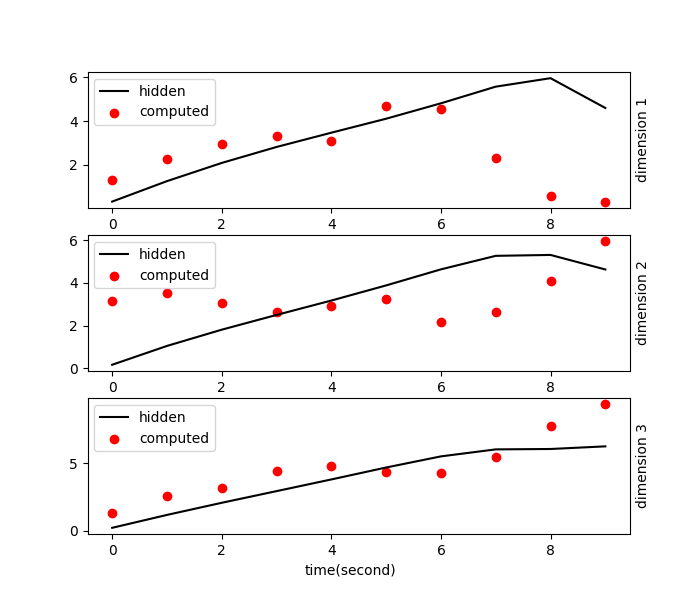 6
4
2
hidden
computed
dimension 1
0 2 4 6 8
6
4
2
0
hidden
computed
dimension 2
0 2 4 6 8
5
0
hidden
computed
dimension 3
0 2 4 6 8
time(second)